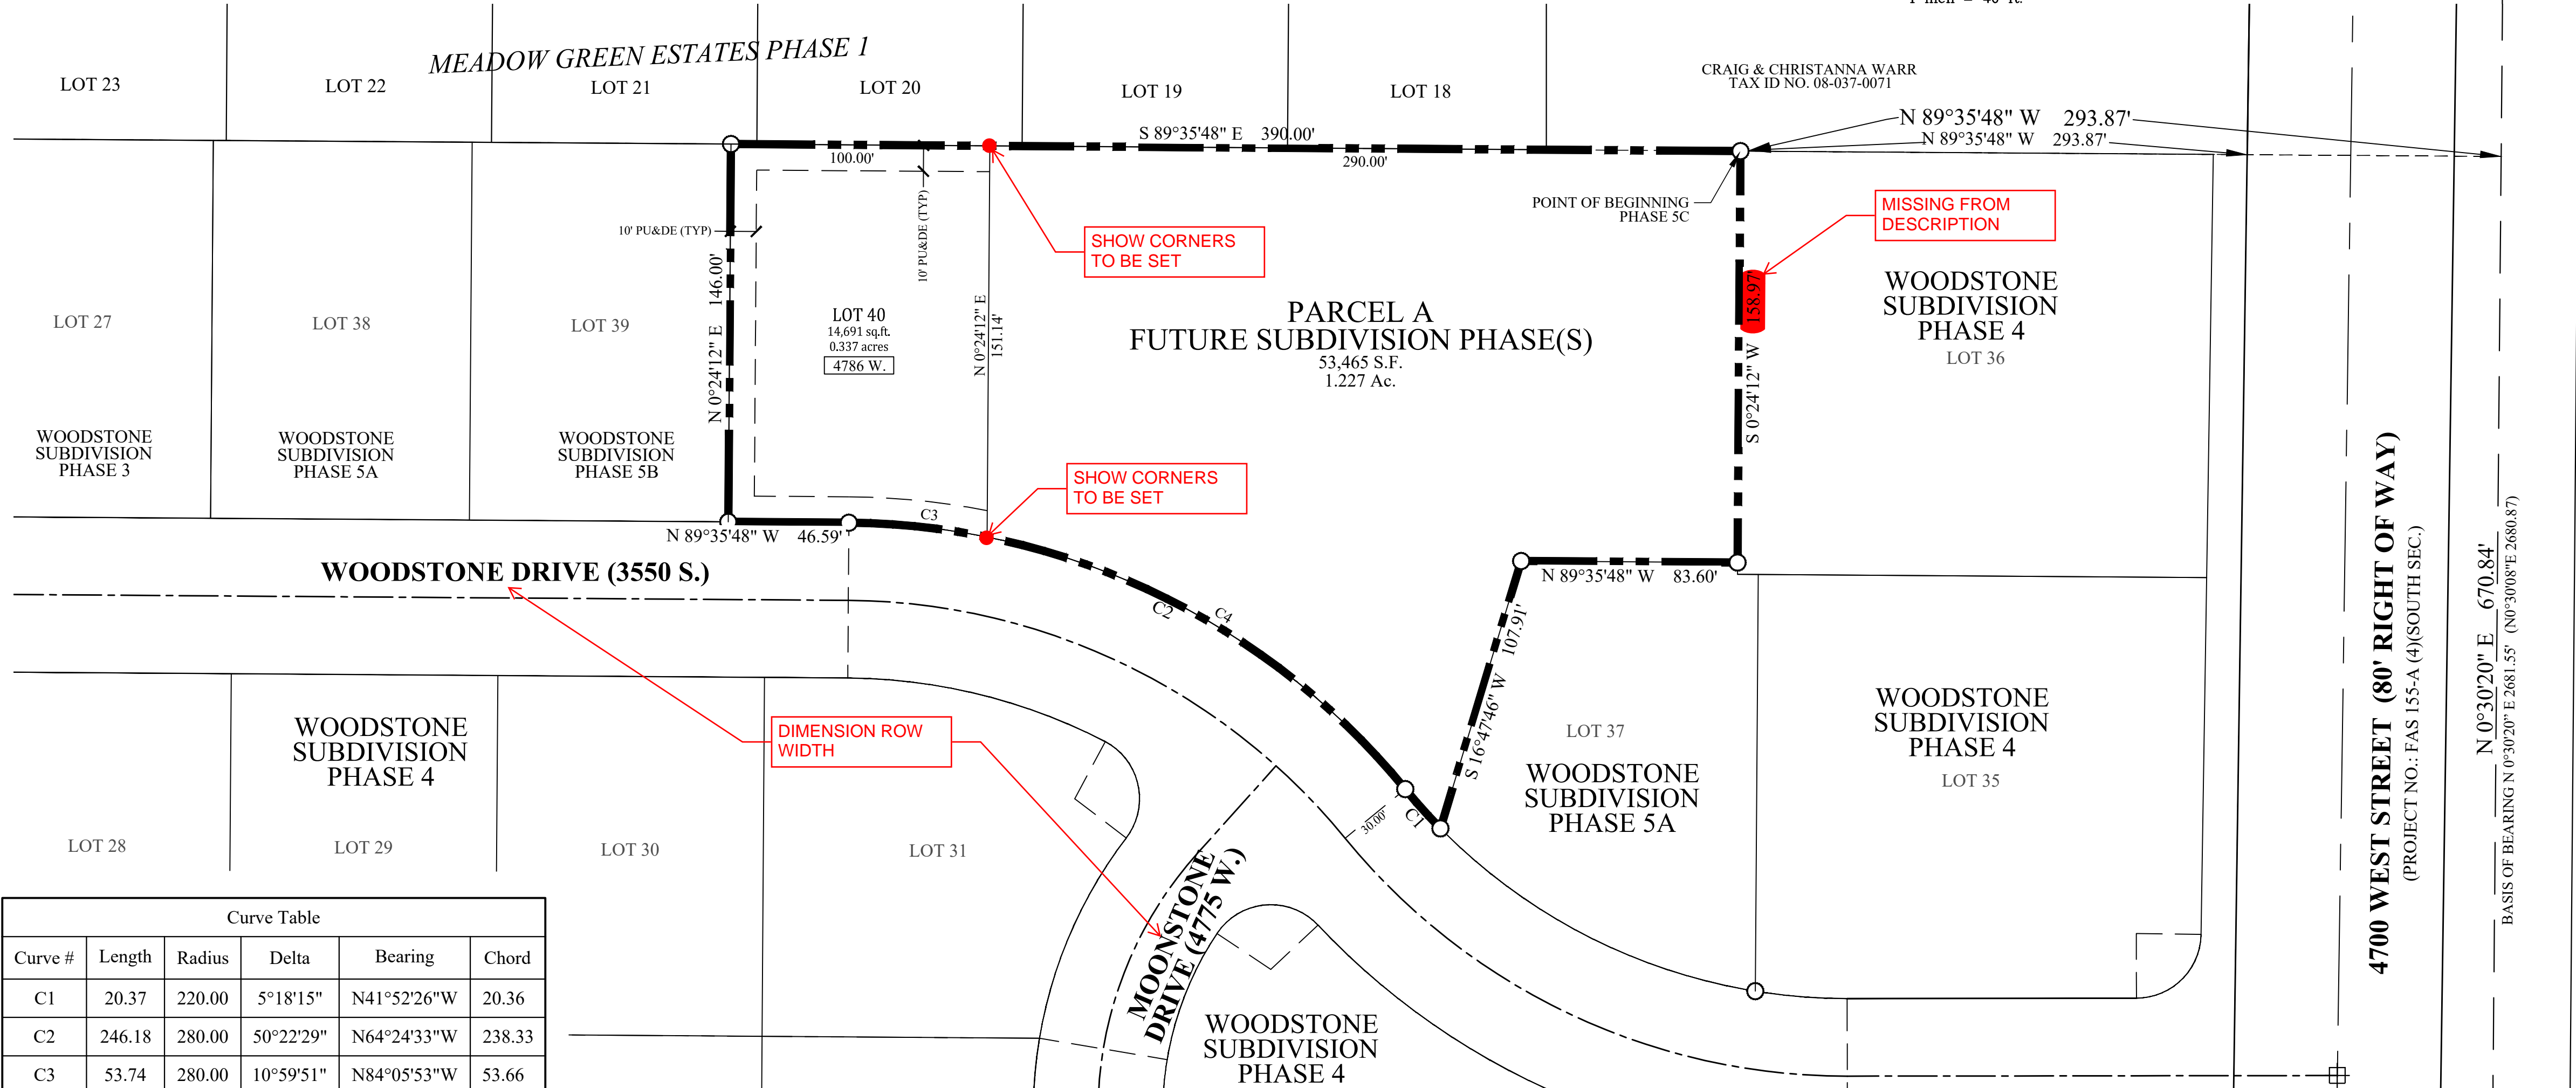 MEADOW GREEN ESTATES PHASE 1
LOT 23
LOT 22
LOT 21
LOT 20
LOT 19
LOT 18
CRAIG & CHRISTANNA WARR
TAX ID NO. 08-037-0071
N 89°35'48" W 293.87'
N 89°35'48" W 293.87'
S 89°35'48" E 390.00'
100.00'
290.00'
POINT OF BEGINNING
PHASE 5C
MISSING FROM
DESCRIPTION
SHOW CORNERS
TO BE SET
10' PU&DE (TYP)
10' PU&DE (TYP)
N 0°24'12" E 146.00'
LOT 40
14,691 sq.ft.
0.337 acres
4786 W.
N 0°24'12" E
151.14'
PARCEL A
FUTURE SUBDIVISION PHASE(S)
53,465 S.F.
1.227 Ac.
S 0°24'12" W 158.97'
WOODSTONE
SUBDIVISION
PHASE 4
LOT 36
LOT 27
LOT 38
LOT 39
WOODSTONE
SUBDIVISION
PHASE 3
WOODSTONE
SUBDIVISION
PHASE 5A
WOODSTONE
SUBDIVISION
PHASE 5B
SHOW CORNERS
TO BE SET
C3
N 89°35'48" W 46.59'
WOODSTONE DRIVE (3550 S.)
C2
C4
N 89°35'48" W 83.60'
S 16°47'46" W 107.91'
30.00'
C1
DIMENSION ROW
WIDTH
WOODSTONE
SUBDIVISION
PHASE 4
LOT 28
LOT 29
LOT 30
LOT 31
LOT 37
WOODSTONE
SUBDIVISION
PHASE 5A
WOODSTONE
SUBDIVISION
PHASE 4
LOT 35
MOONSTONE
DRIVE (4775 W.)
WOODSTONE
SUBDIVISION
PHASE 4
4700 WEST STREET (80' RIGHT OF WAY)
(PROJECT NO.: FAS 155-A (4)(SOUTH SEC.)
N 0°30'20" E 670.84'
BASIS OF BEARING N 0°30'20" E 2681.55' (N0°30'08"E 2680.87)
Curve Table
Curve # Length Radius Delta Bearing Chord
C1 20.37 220.00 5°18'15" N41°52'26"W 20.36
C2 246.18 280.00 50°22'29" N64°24'33"W 238.33
C3 53.74 280.00 10°59'51" N84°05'53"W 53.66